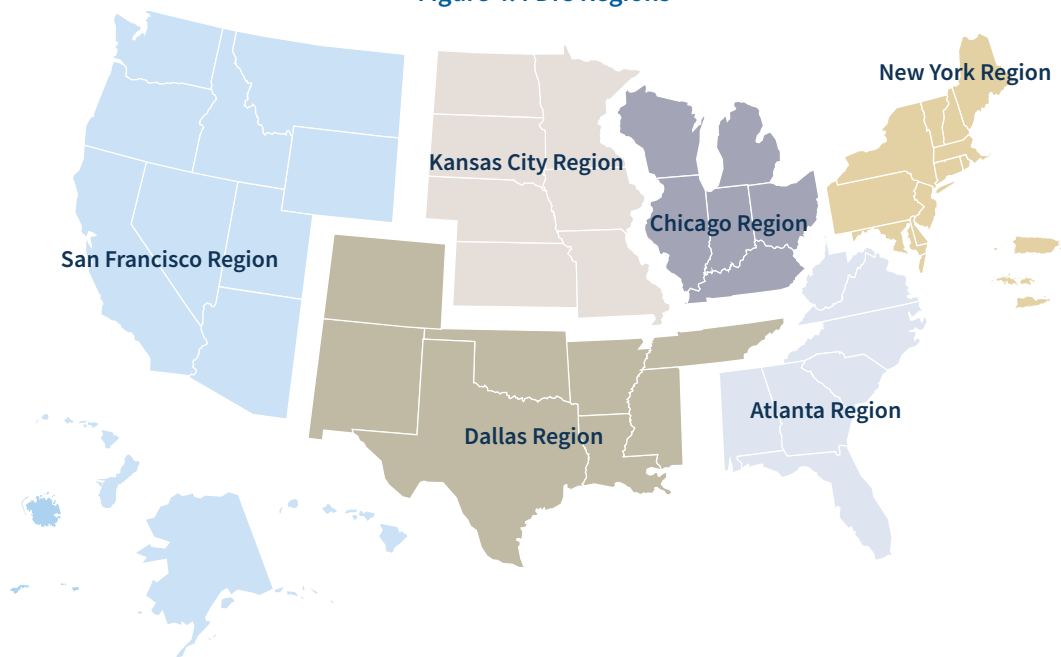 New York Region
Kansas City Region
Chicago Region
San Francisco Region
Atlanta Region
Dallas Region